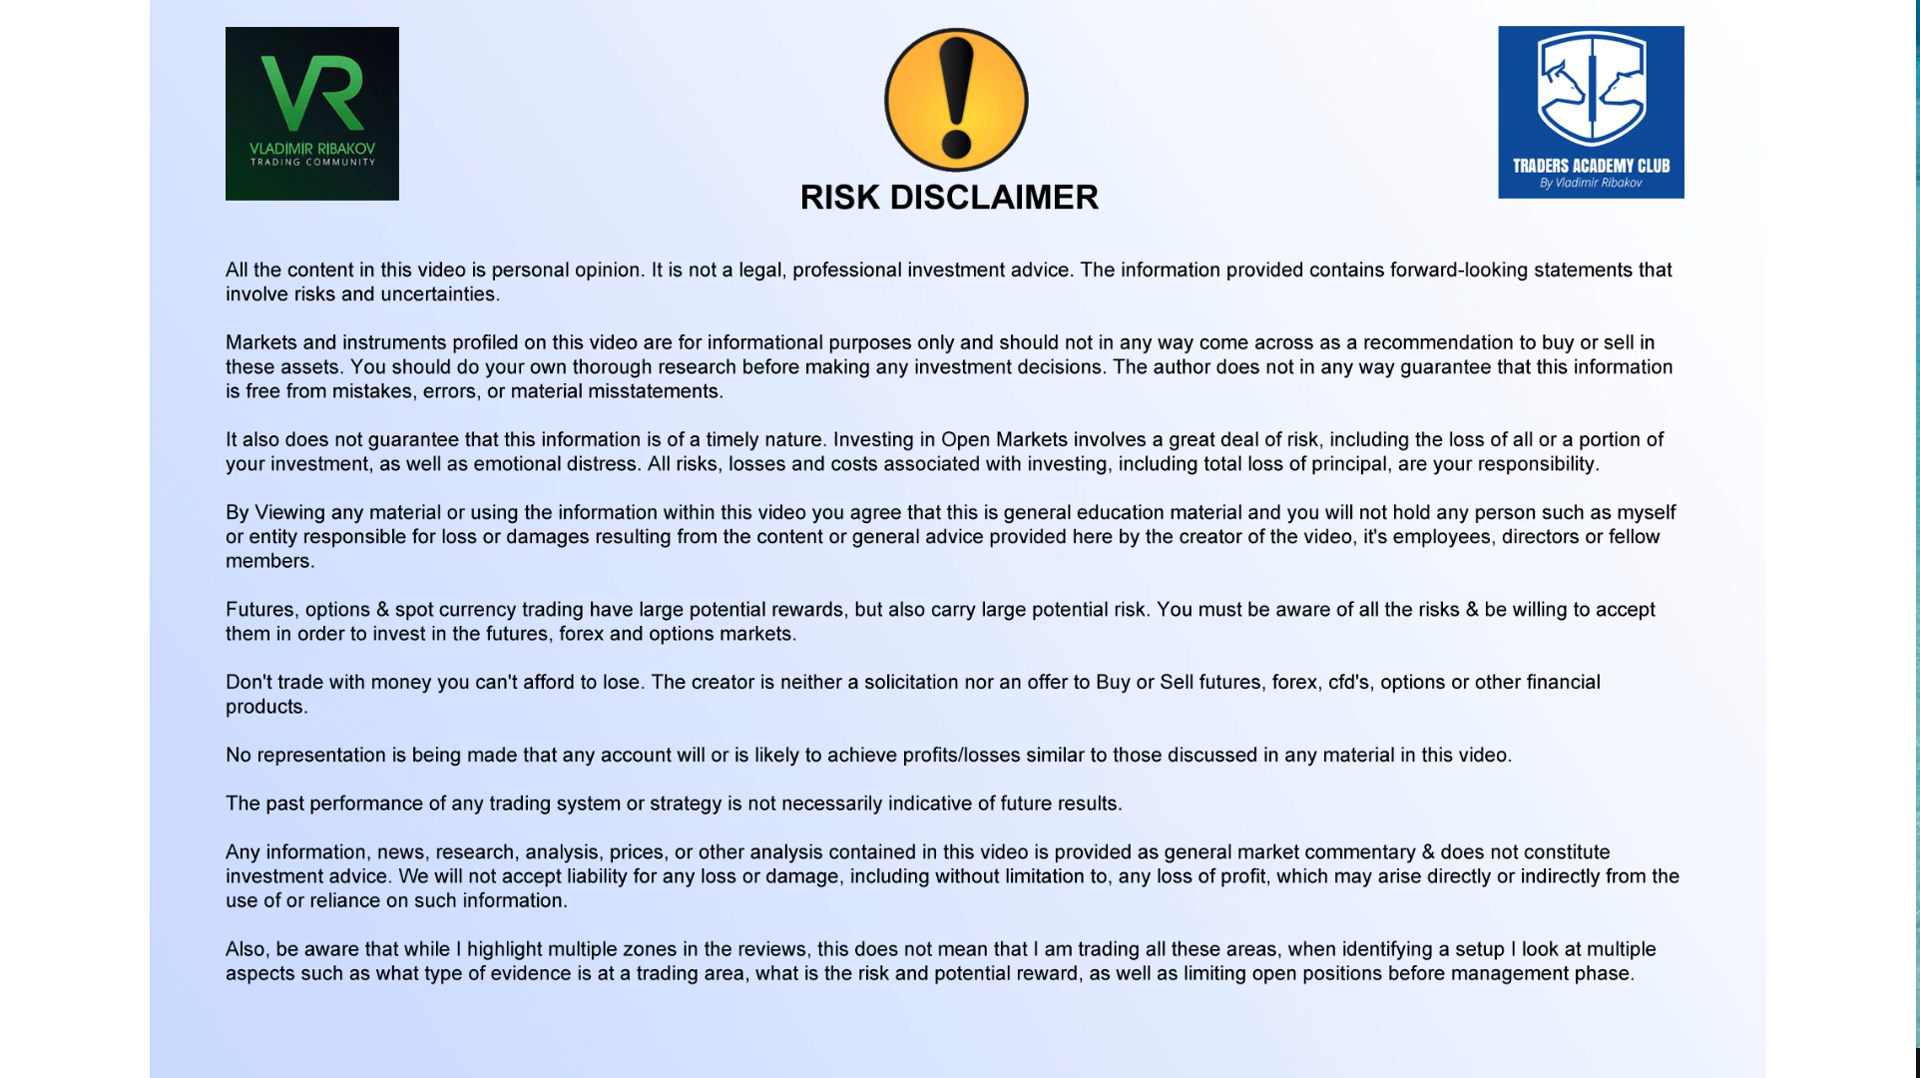 VR
VLADIMIR RIBAKOV
TRADING COMMUNITY
TRADERS ACADEMY CLUB
By Vladimir Ribakov
RISK DISCLAIMER
All the content in this video is personal opinion. It is not a legal, professional investment advice. The information provided contains forward-looking statements that
involve risks and uncertainties.
Markets and instruments profiled on this video are for informational purposes only and should not in any way come across as a recommendation to buy or sell in
these assets. You should do your own thorough research before making any investment decisions. The author does not in any way guarantee that this information
is free from mistakes, errors, or material misstatements.
It also does not guarantee that this information is of a timely nature. Investing in Open Markets involves a great deal of risk, including the loss of all or a portion of
your investment, as well as emotional distress. All risks, losses and costs associated with investing, including total loss of principal, are your responsibility.
By Viewing any material or using the information within this video you agree that this is general education material and you will not hold any person such as myself
or entity responsible for loss or damages resulting from the content or general advice provided here by the creator of the video, it's employees, directors or fellow
members.
Futures, options & spot currency trading have large potential rewards, but also carry large potential risk. You must be aware of all the risks & be willing to accept
them in order to invest in the futures, forex and options markets.
Don't trade with money you can't afford to lose. The creator is neither a solicitation nor an offer to Buy or Sell futures, forex, cfd's, options or other financial
products.
No representation is being made that any account will or is likely to achieve profits/losses similar to those discussed in any material in this video.
The past performance of any trading system or strategy is not necessarily indicative of future results.
Any information, news, research, analysis, prices, or other analysis contained in this video is provided as general market commentary & does not constitute
investment advice. We will not accept liability for any loss or damage, including without limitation to, any loss of profit, which may arise directly or indirectly from the
use of or reliance on such information.
Also, be aware that while I highlight multiple zones in the reviews, this does not mean that I am trading all these areas, when identifying a setup I look at multiple
aspects such as what type of evidence is at a trading area, what is the risk and potential reward, as well as limiting open positions before management phase.